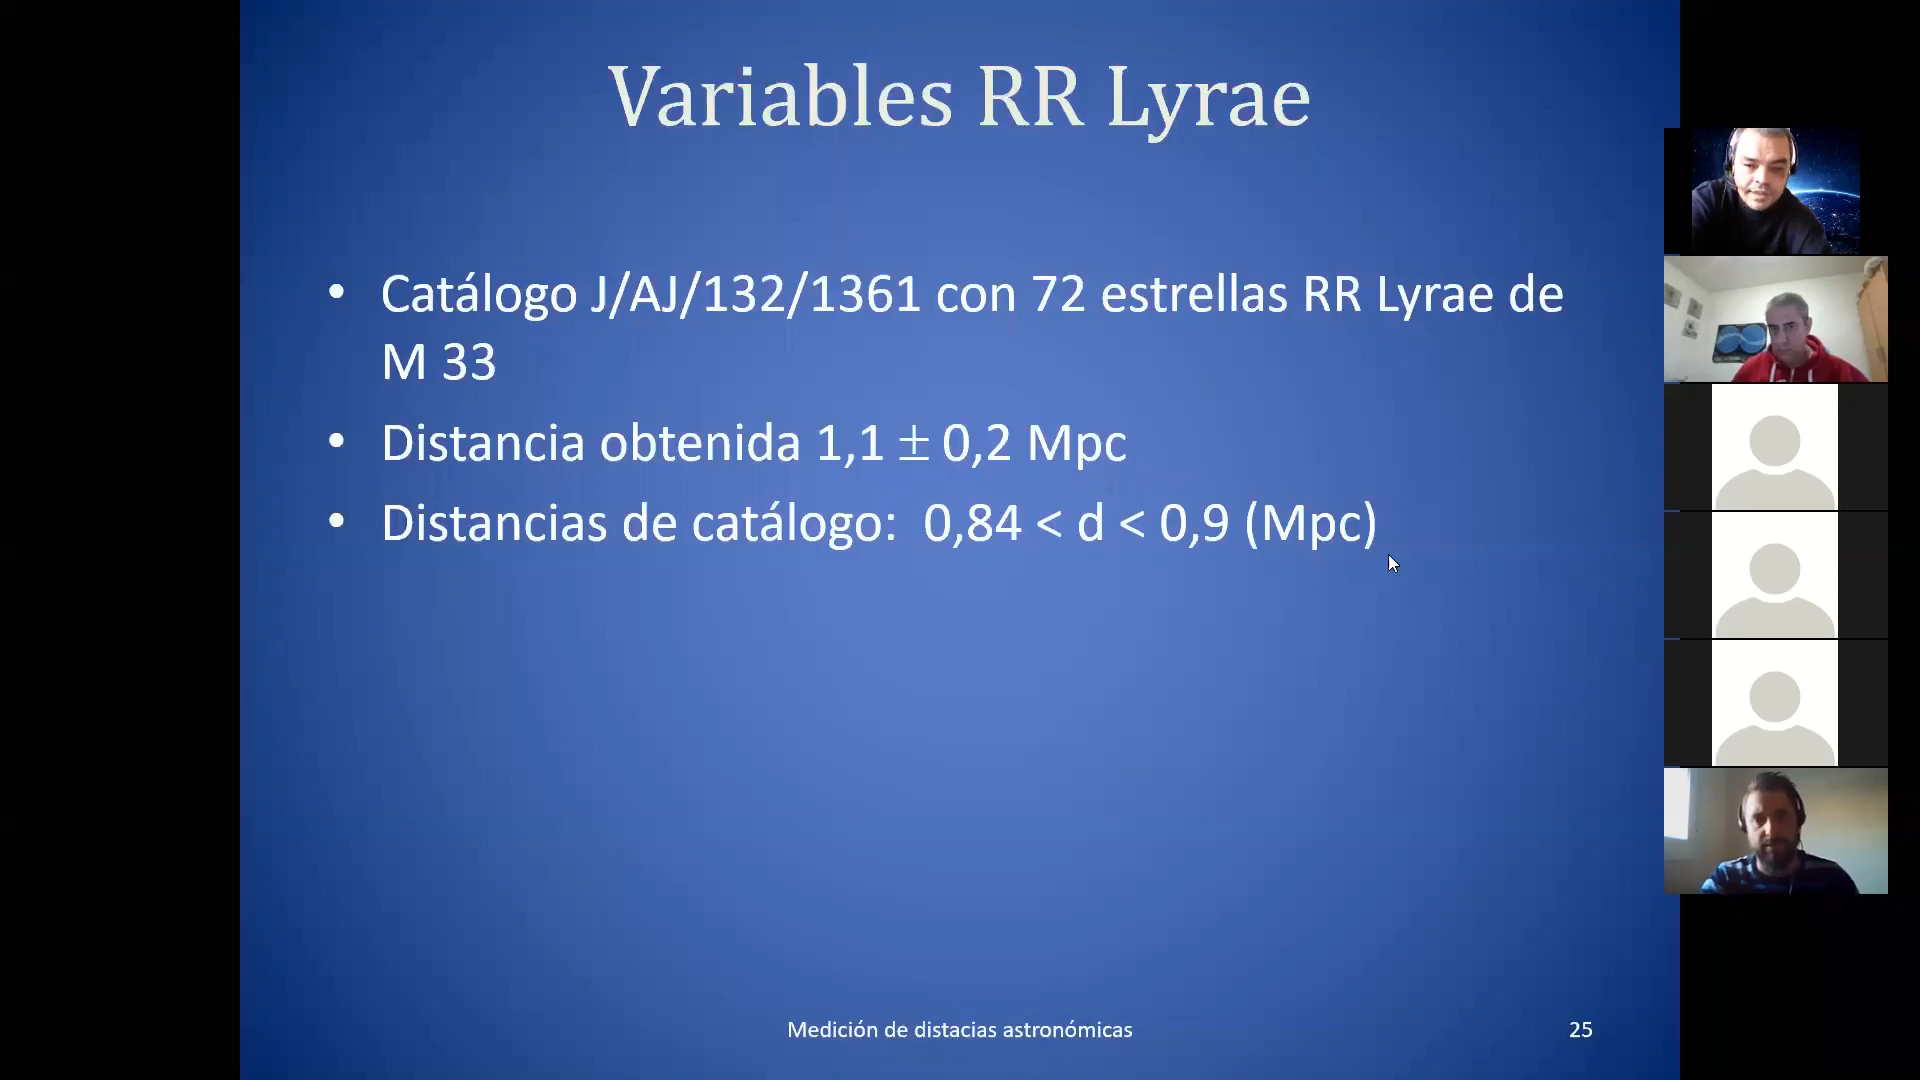 Variables RR Lyrae
• Catálogo J/AJ/132/1361 con 72 estrellas RR Lyrae de
M 33
• Distancia obtenida 1,1 ± 0,2 Mpc
• Distancias de catálogo: 0,84 < d < 0,9 (Mpc)
Medición de distacias astronómicas
25